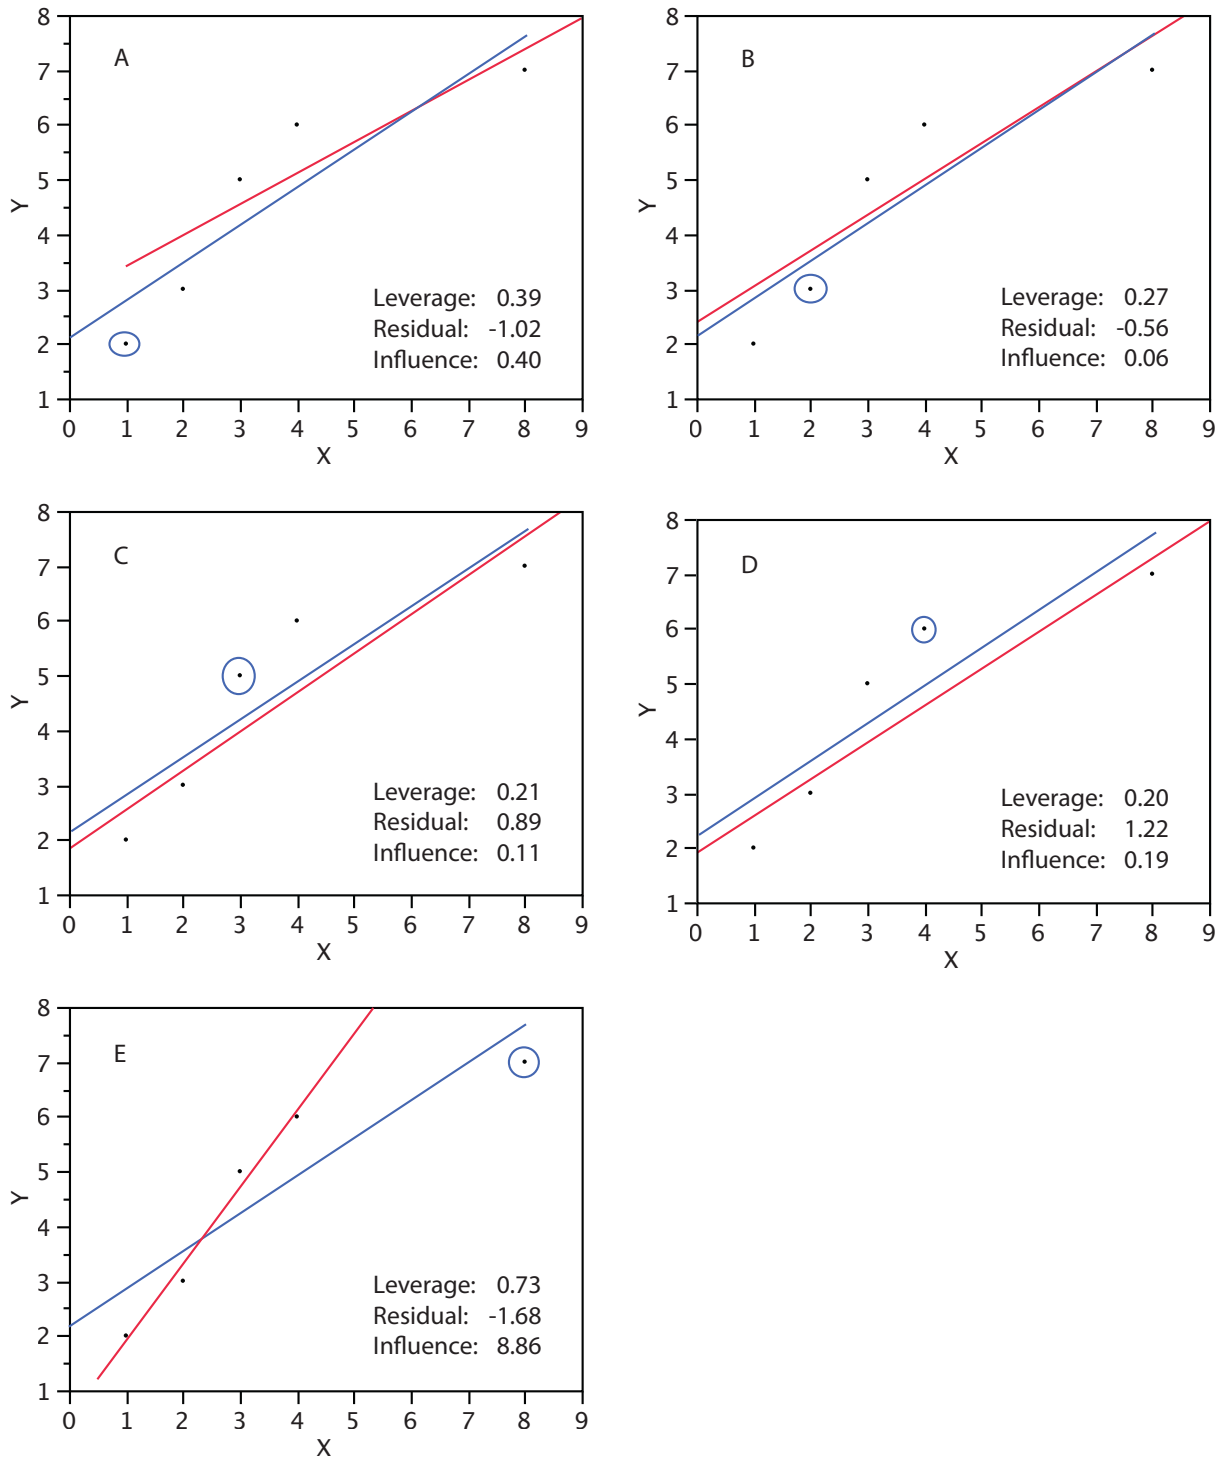 A
8
7
6
5
4
3
2
1
Y
Leverage: 0.39
Residual: -1.02
Influence: 0.40
0 1 2 3 4 5 6 7 8 9
X
B
8
7
6
5
4
3
2
1
Y
Leverage: 0.27
Residual: -0.56
Influence: 0.06
0 1 2 3 4 5 6 7 8 9
X
C
8
7
6
5
4
3
2
1
Y
Leverage: 0.21
Residual: 0.89
Influence: 0.11
0 1 2 3 4 5 6 7 8 9
X
D
8
7
6
5
4
3
2
1
Y
Leverage: 0.20
Residual: 1.22
Influence: 0.19
0 1 2 3 4 5 6 7 8 9
X
E
8
7
6
5
4
3
2
1
Y
Leverage: 0.73
Residual: -1.68
Influence: 8.86
0 1 2 3 4 5 6 7 8 9
X